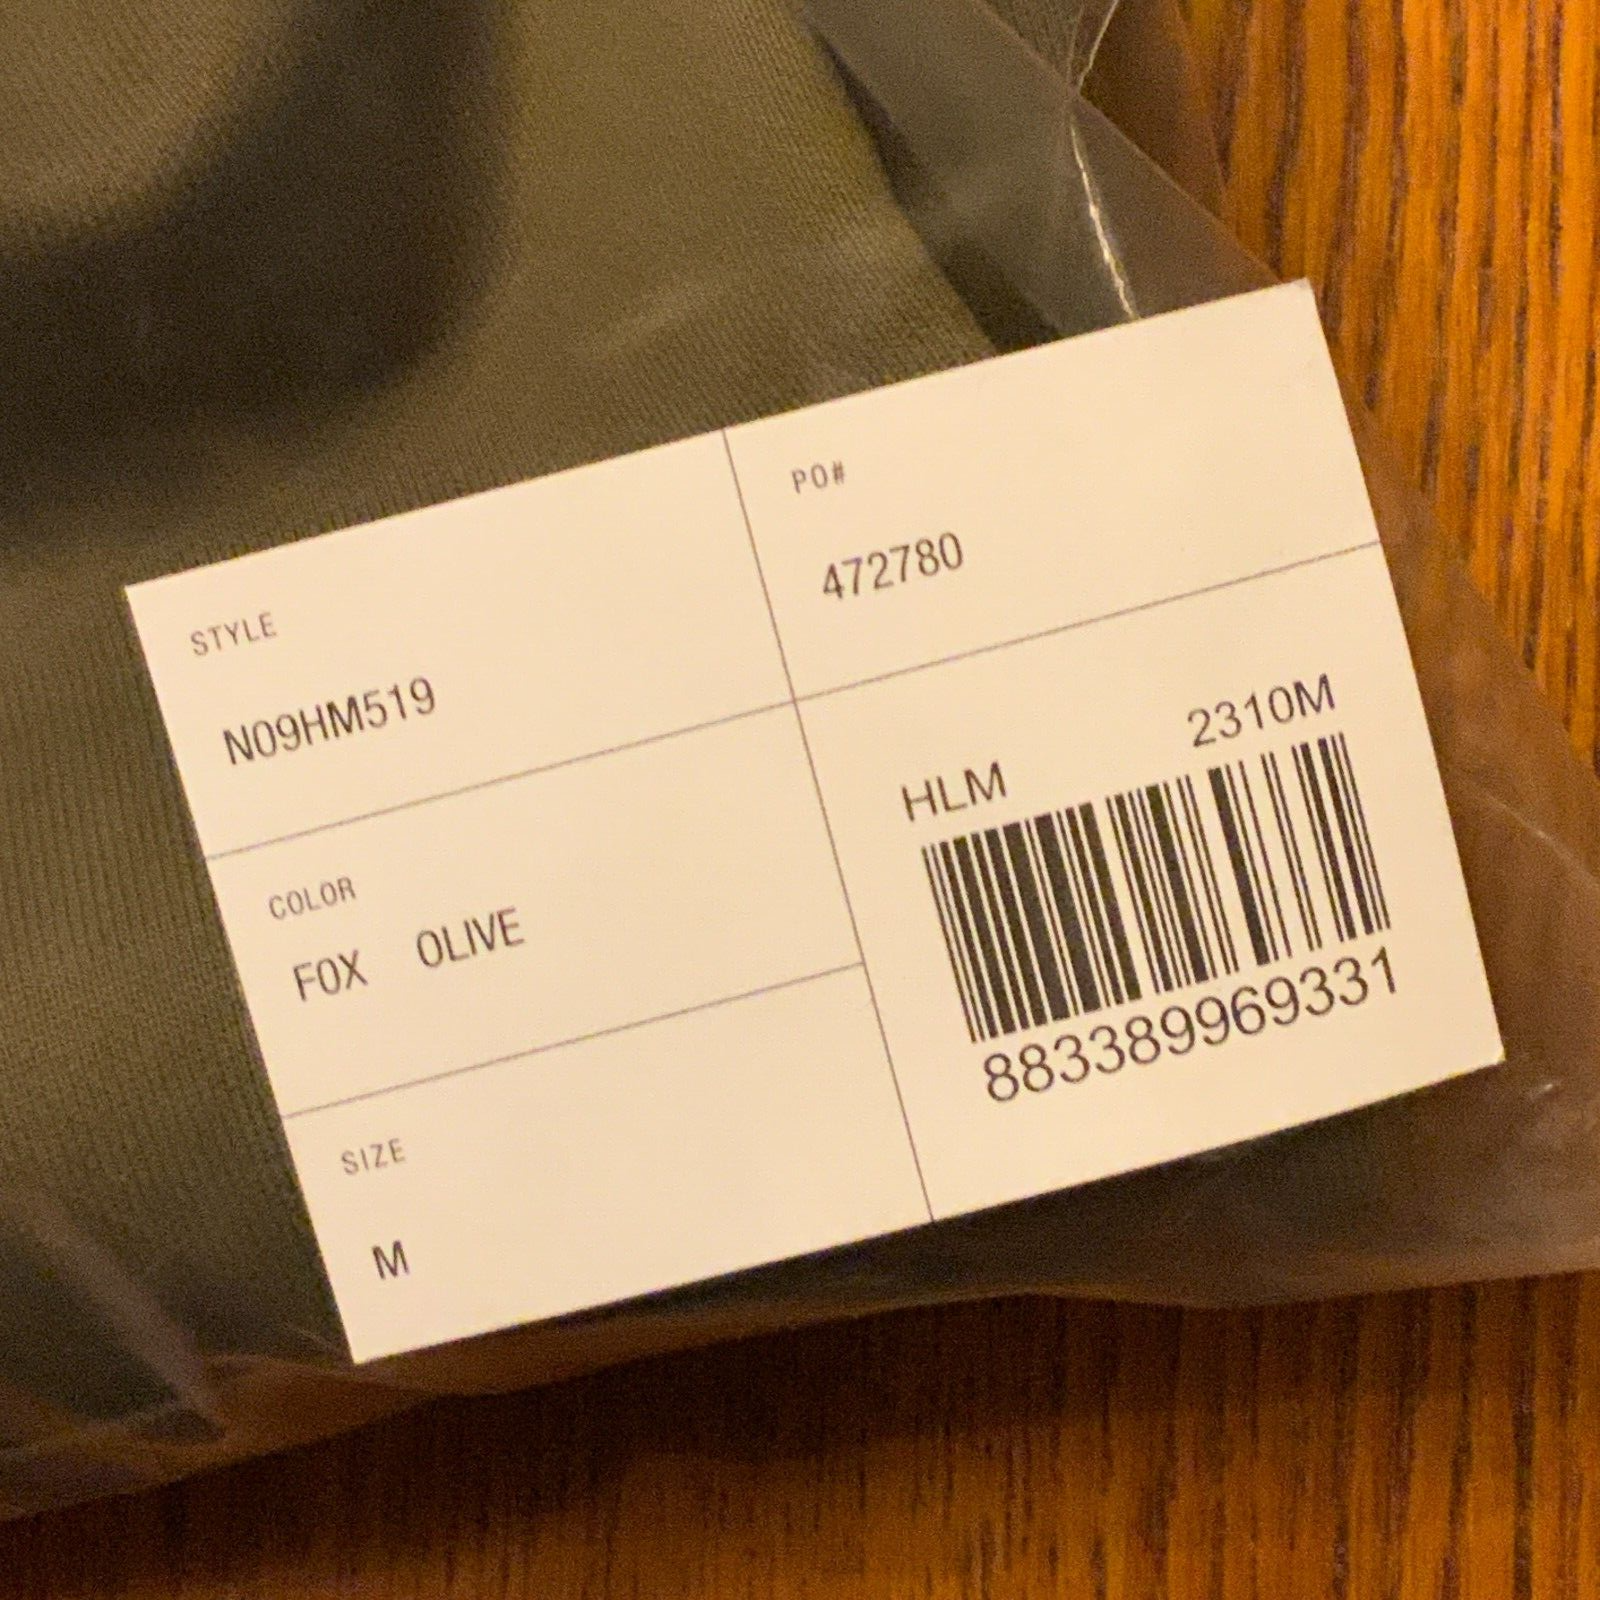 STYLE
N09HM519
PO#
472780
COLOR
FOX OLIVE
HLM 2310M
883389969331
SIZE
M